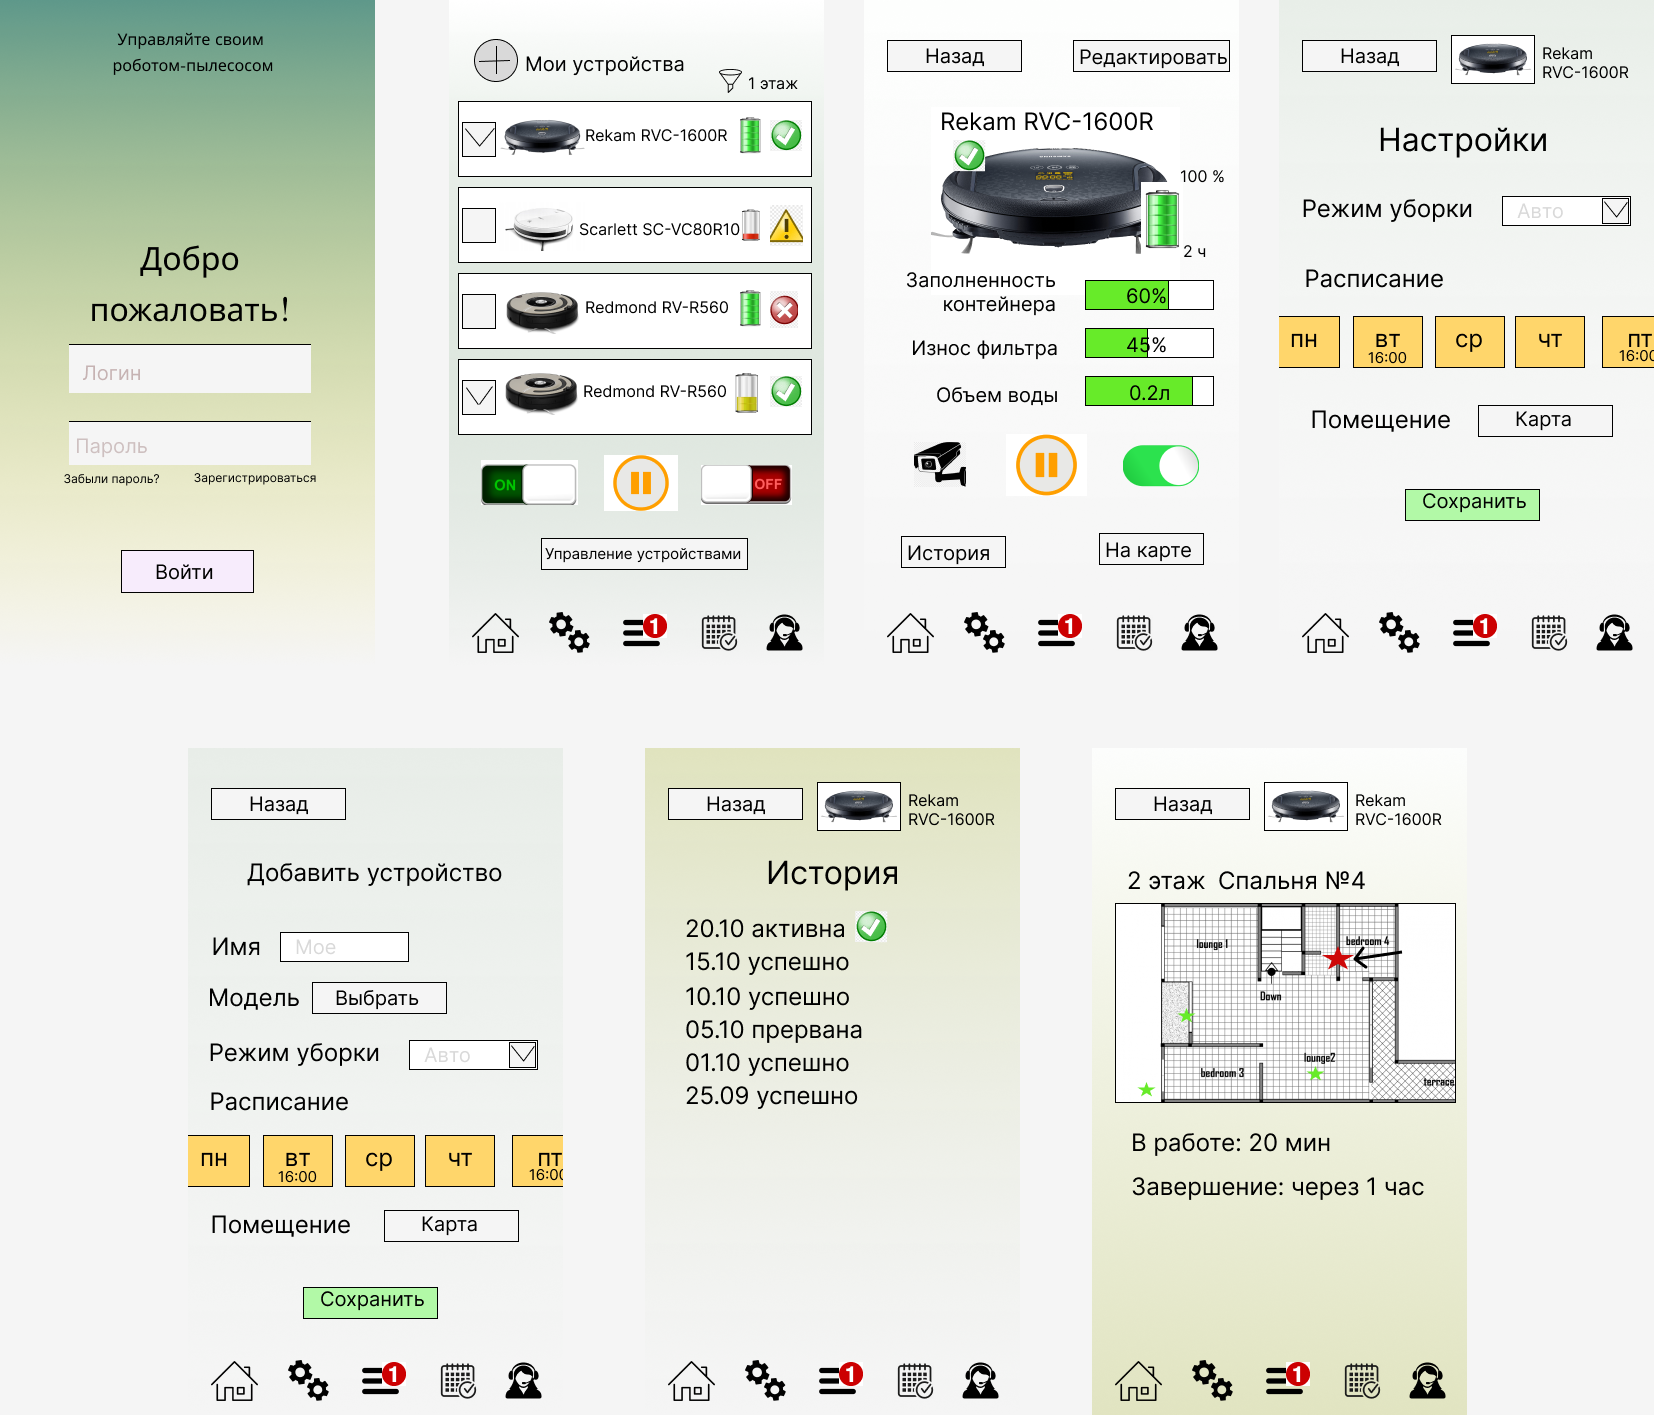 Управляйте своим
роботом-пылесосом
Добро
пожаловать!
Логин
Пароль
Забыли пароль?
Зарегистрироваться
Войти
Мои устройства
1 этаж
Rekam RVC-1600R
Scarlett SC-VC80R10
Redmond RV-R560
Redmond RV-R560
ON
OFF
Управление устройствами
1
Назад
Редактировать
Rekam RVC-1600R
100 %
2 ч
Заполненность
контейнера
60%
Износ фильтра
45%
Объем воды
0.2л
История
На карте
1
Назад
Rekam
RVC-1600R
Настройки
Режим уборки
Авто
Расписание
пн
вт
16:00
ср
чт
пт
16:00
Помещение
Карта
Сохранить
1
Назад
Добавить устройство
Имя
Мое
Модель
Выбрать
Режим уборки
Авто
Расписание
пн
вт
16:00
ср
чт
пт
16:00
Помещение
Карта
Сохранить
1
Назад
Rekam
RVC-1600R
История
20.10 активна
15.10 успешно
10.10 успешно
05.10 прервана
01.10 успешно
25.09 успешно
1
Назад
Rekam
RVC-1600R
2 этаж Спальня №4
lounge 1
bedroom 4
Down
lounge2
bedroom 3
terrace
В работе: 20 мин
Завершение: через 1 час
1